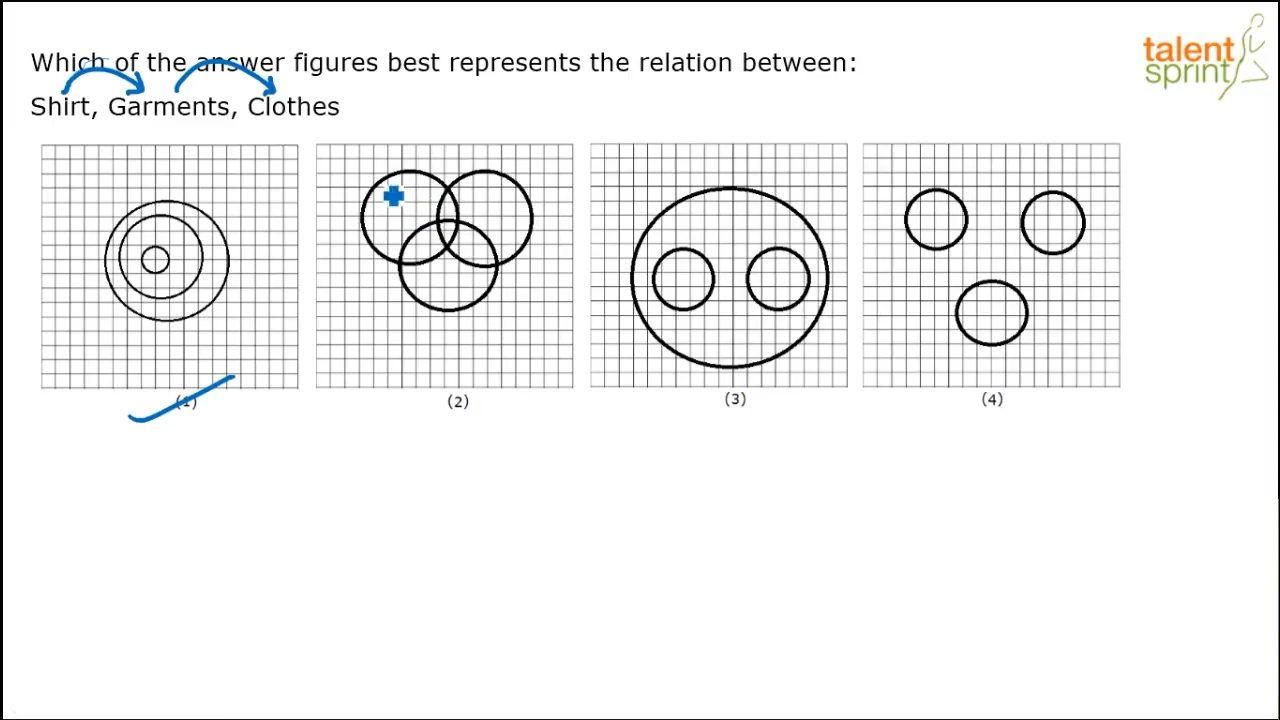 talent
sprint
Which of the answer figures best represents the relation between:
Shirt, Garments, Clothes
(1)
(2)
(3)
(4)